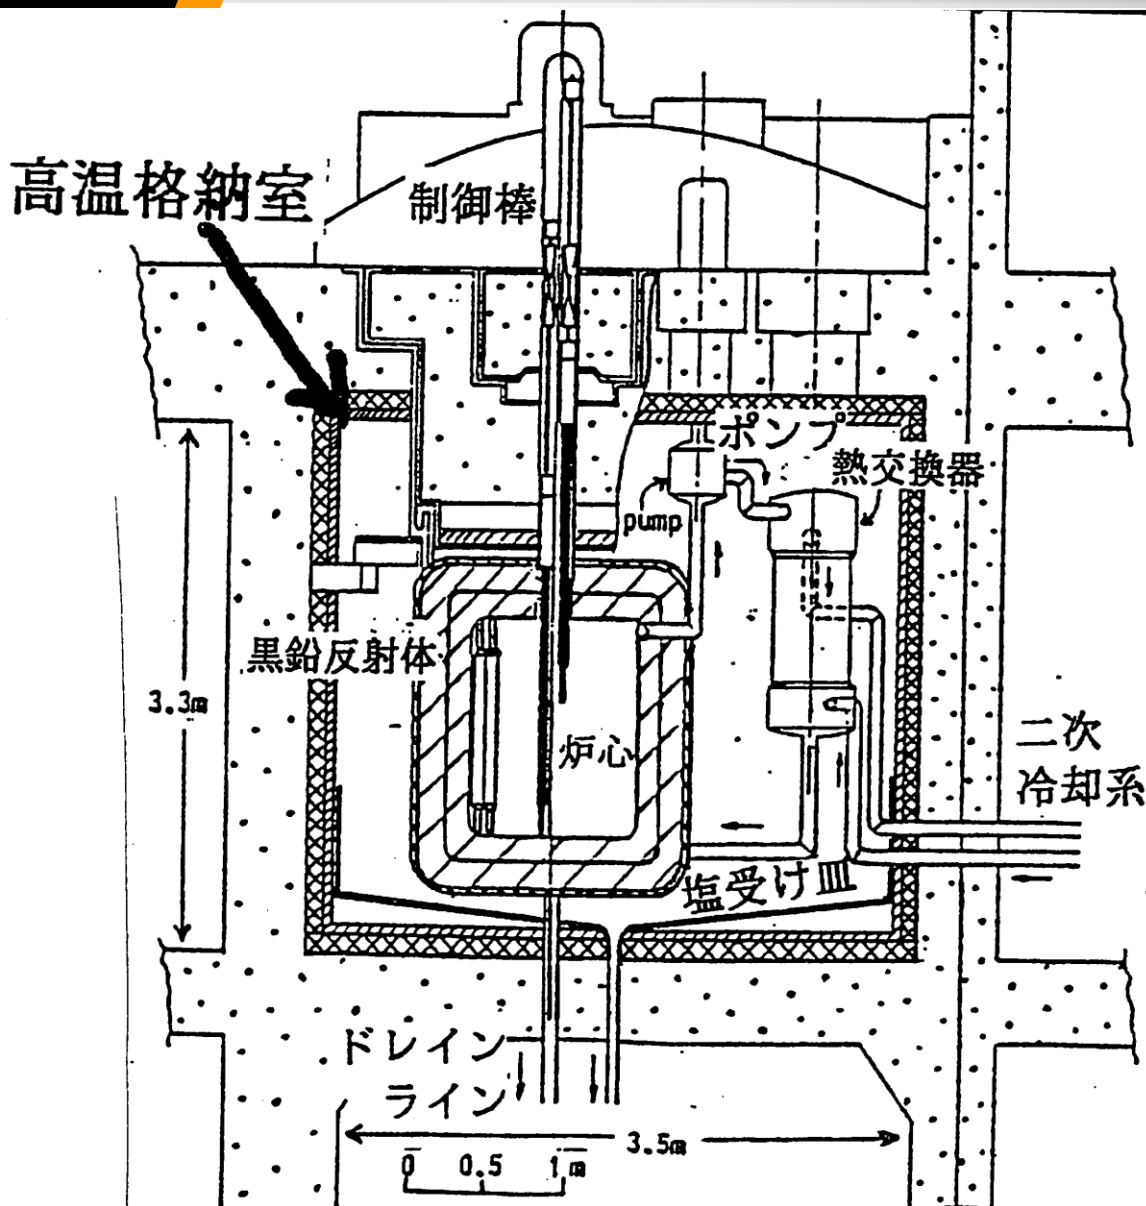 高温格納室
制御棒
ポンプ
熱交換器
pump
黒鉛反射体
3.3m
炉心
二次
冷却系
塩受け皿
ドレイン
ライン
3.5m
0 0.5 1m